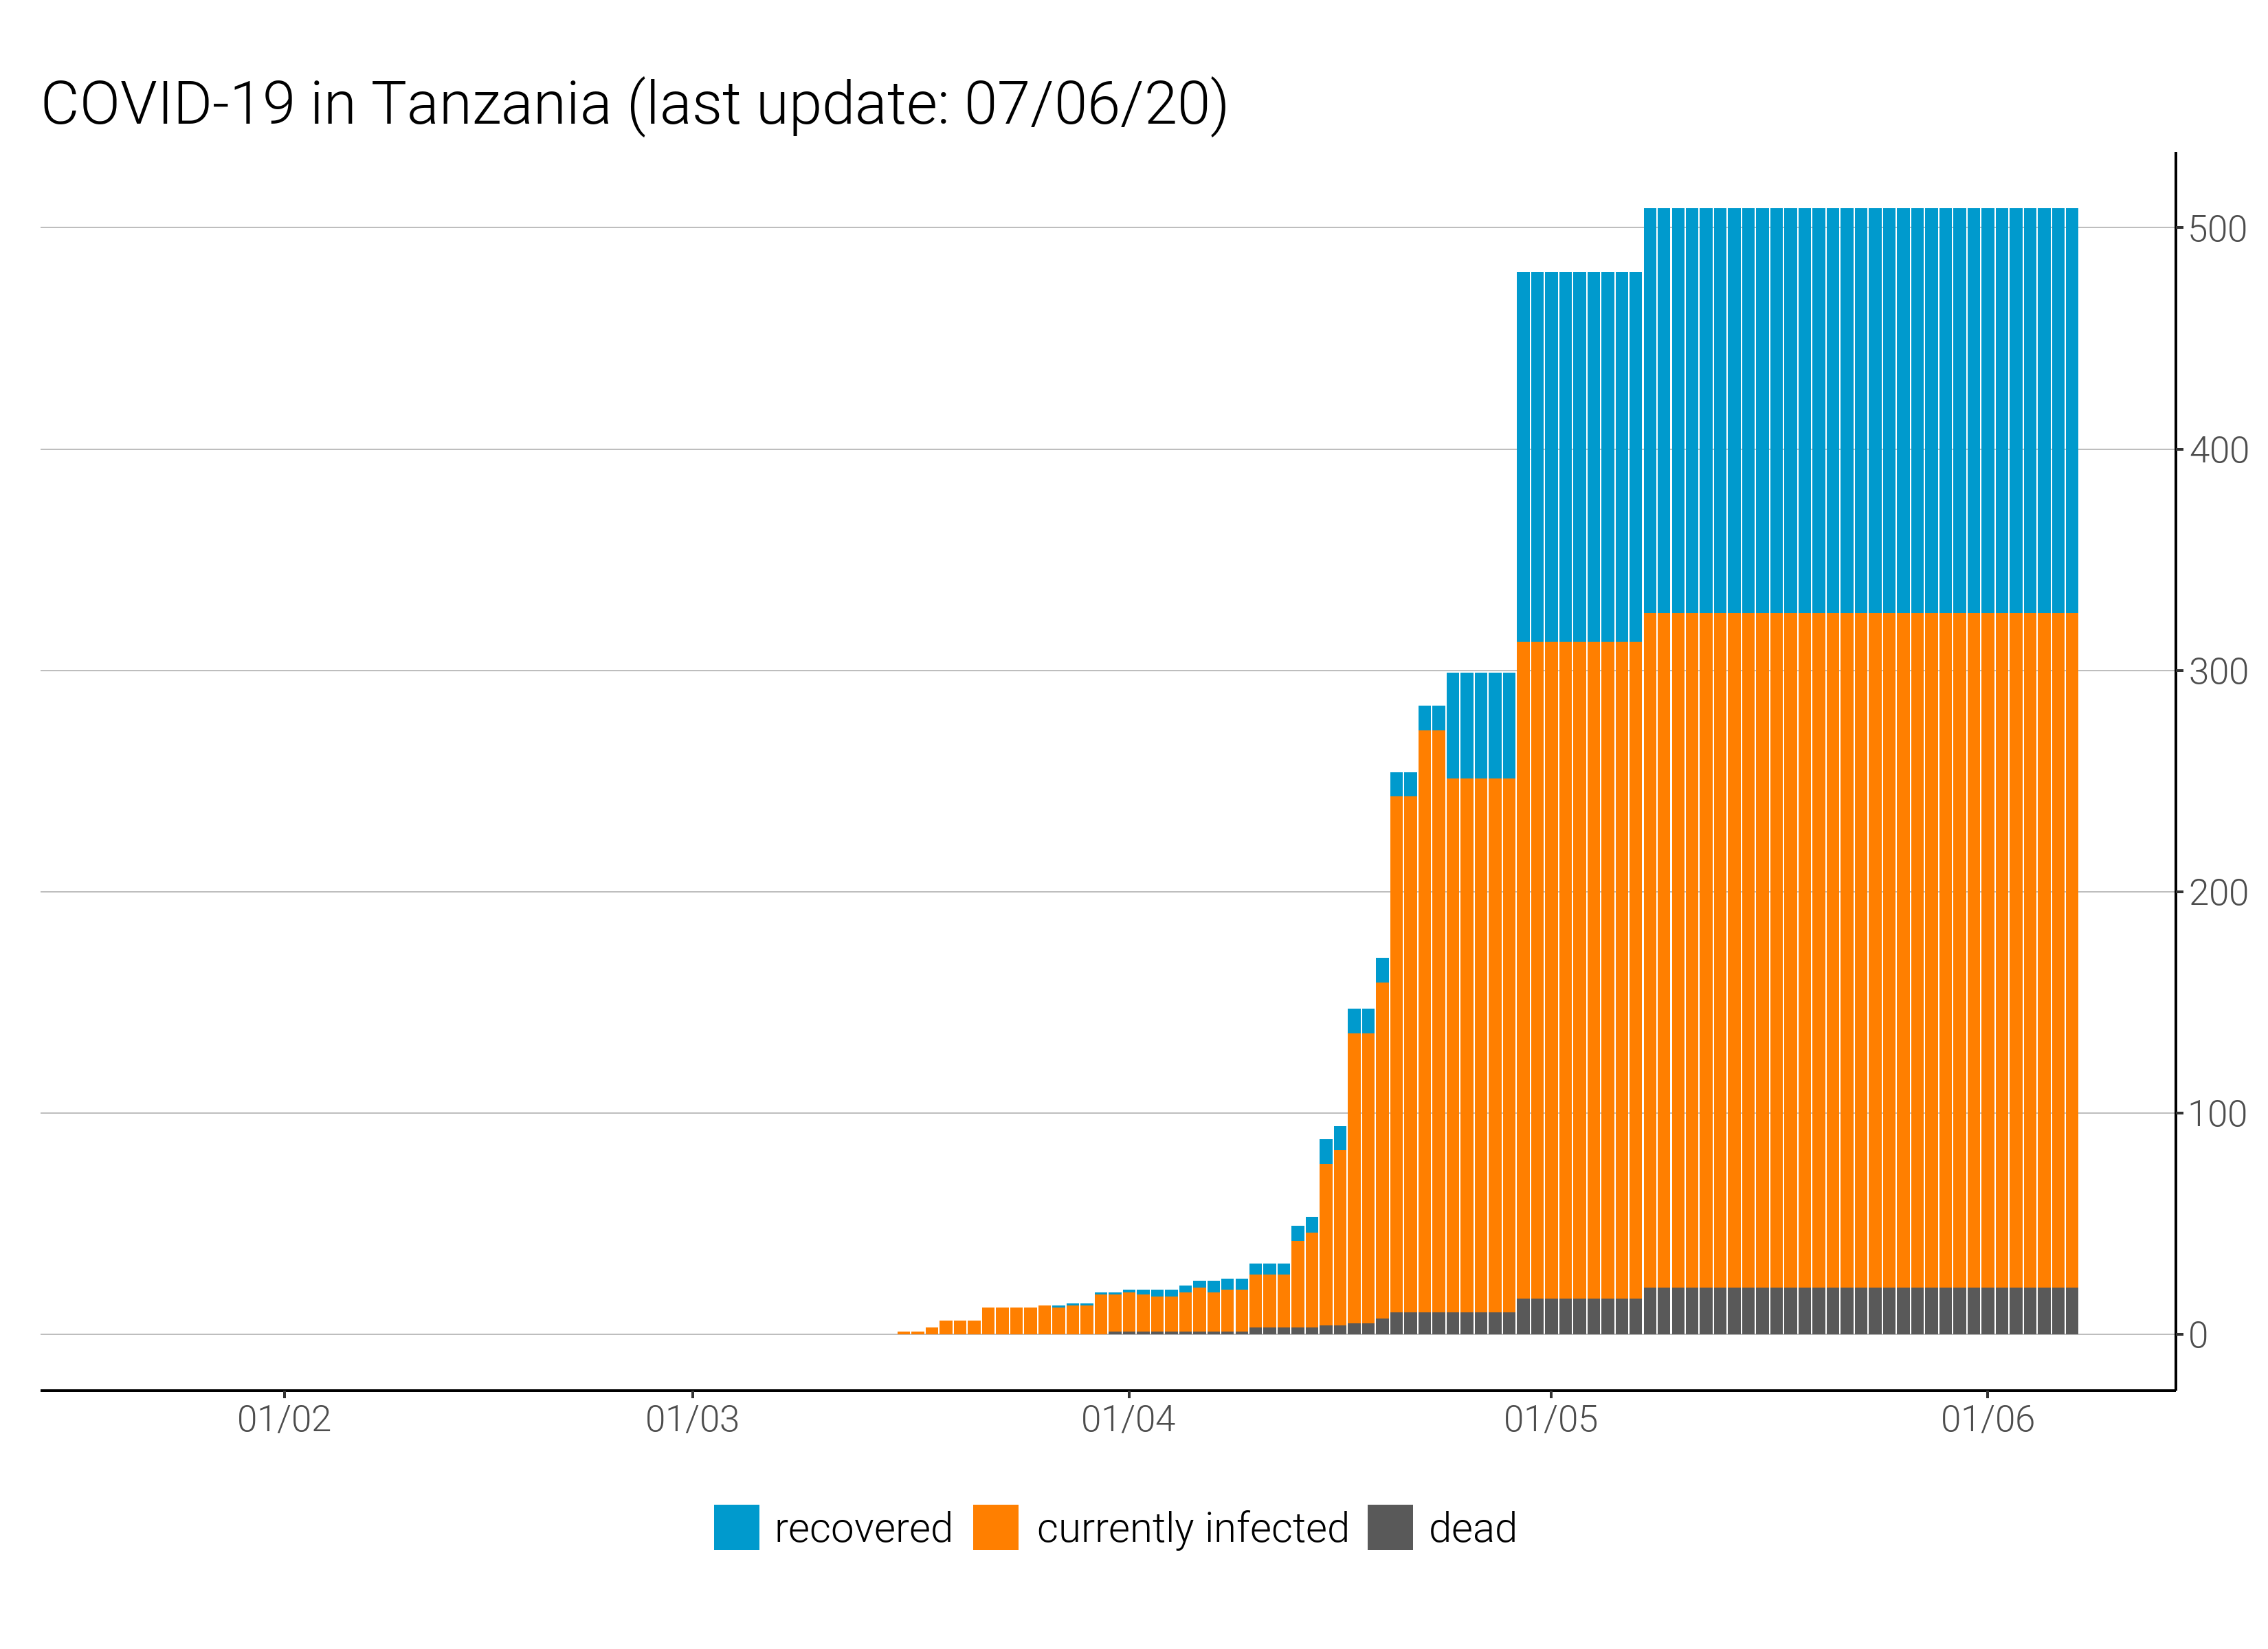 COVID-19 in Tanzania (last update: 07/06/20)
500
400
300
200
100
0
01/02 01/03 01/04 01/05 01/06
recovered currently infected dead